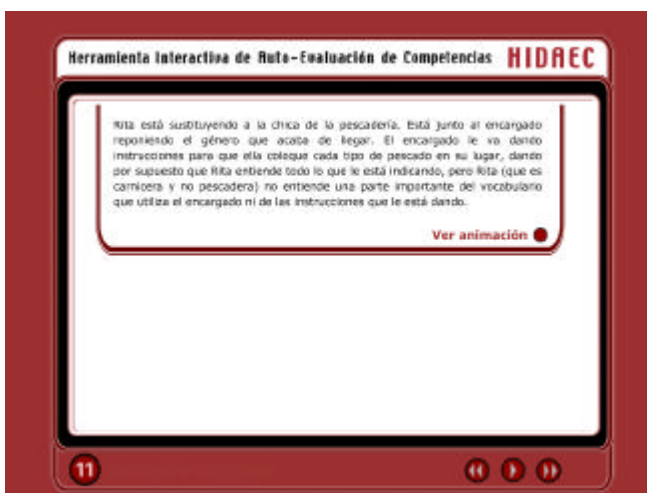 Herramienta Interactiva de Auto-Evaluación de Competencias HIDAEC
Rita está sustituyendo a la chica de la pescadería. Está junto al encargado
reponiendo el género que acaba de llegar. El encargado le va dando
instrucciones para que ella coloque cada tipo de pescado en su lugar, dando
por supuesto que Rita entiende todo lo que le está indicando, pero Rita (que es
carnicera y no pescadera) no entiende una parte importante del vocabulario
que utiliza el encargado ni de las instrucciones que le está dando.
Ver animación
11